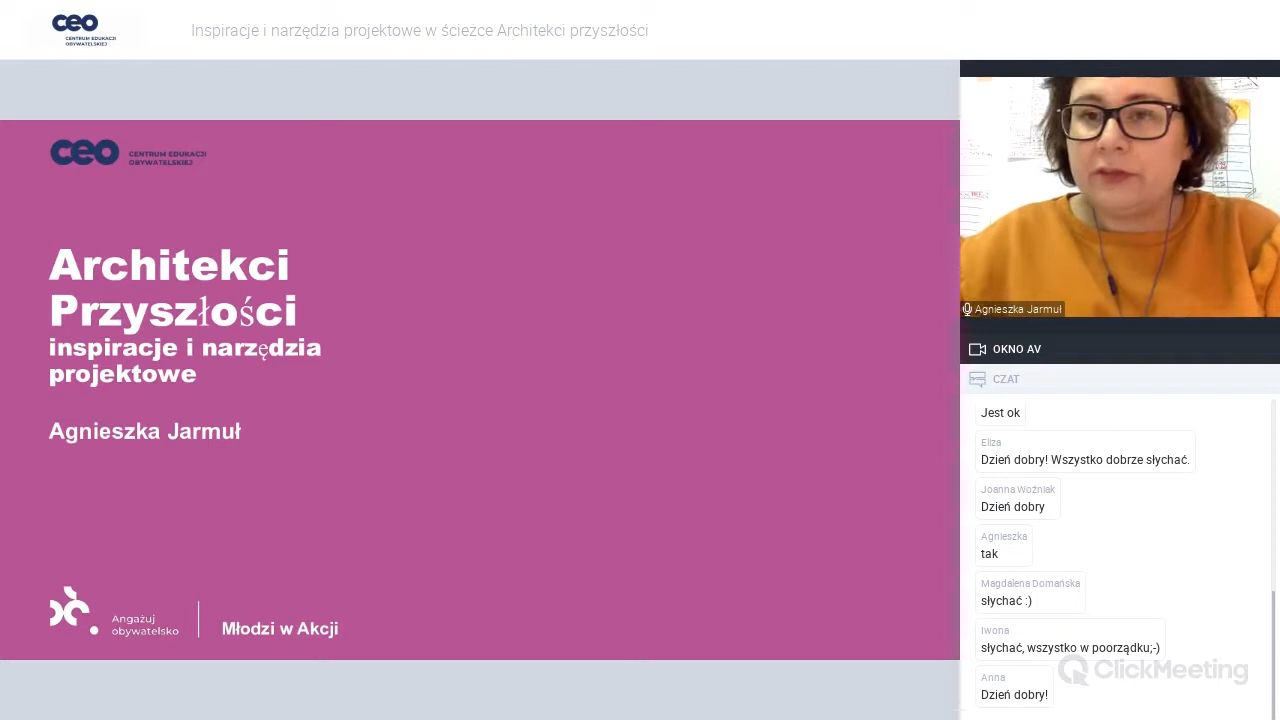 ceo
CENTRUM EDUKACJI
OBYWATELSKIEJ
Inspiracje i narzędzia projektowe w ścieżce Architekci przyszłości
ceo
CENTRUM EDUKACJI
OBYWATELSKIEJ
Architekci
Przyszłości
inspiracje i narzędzia
projektowe
Agnieszka Jarmuł
Angażuj
obywatelsko
Młodzi w Akcji
Agnieszka Jarmuł
OKNO AV
CZAT
Jest ok
Eliza
Dzień dobry! Wszystko dobrze słychać.
Joanna Woźniak
Dzień dobry
Agnieszka
tak
Magdalena Domańska
słychać :)
Iwona
słychać, wszystko w poorządku;-)
Anna
Dzień dobry!
ClickMeeting